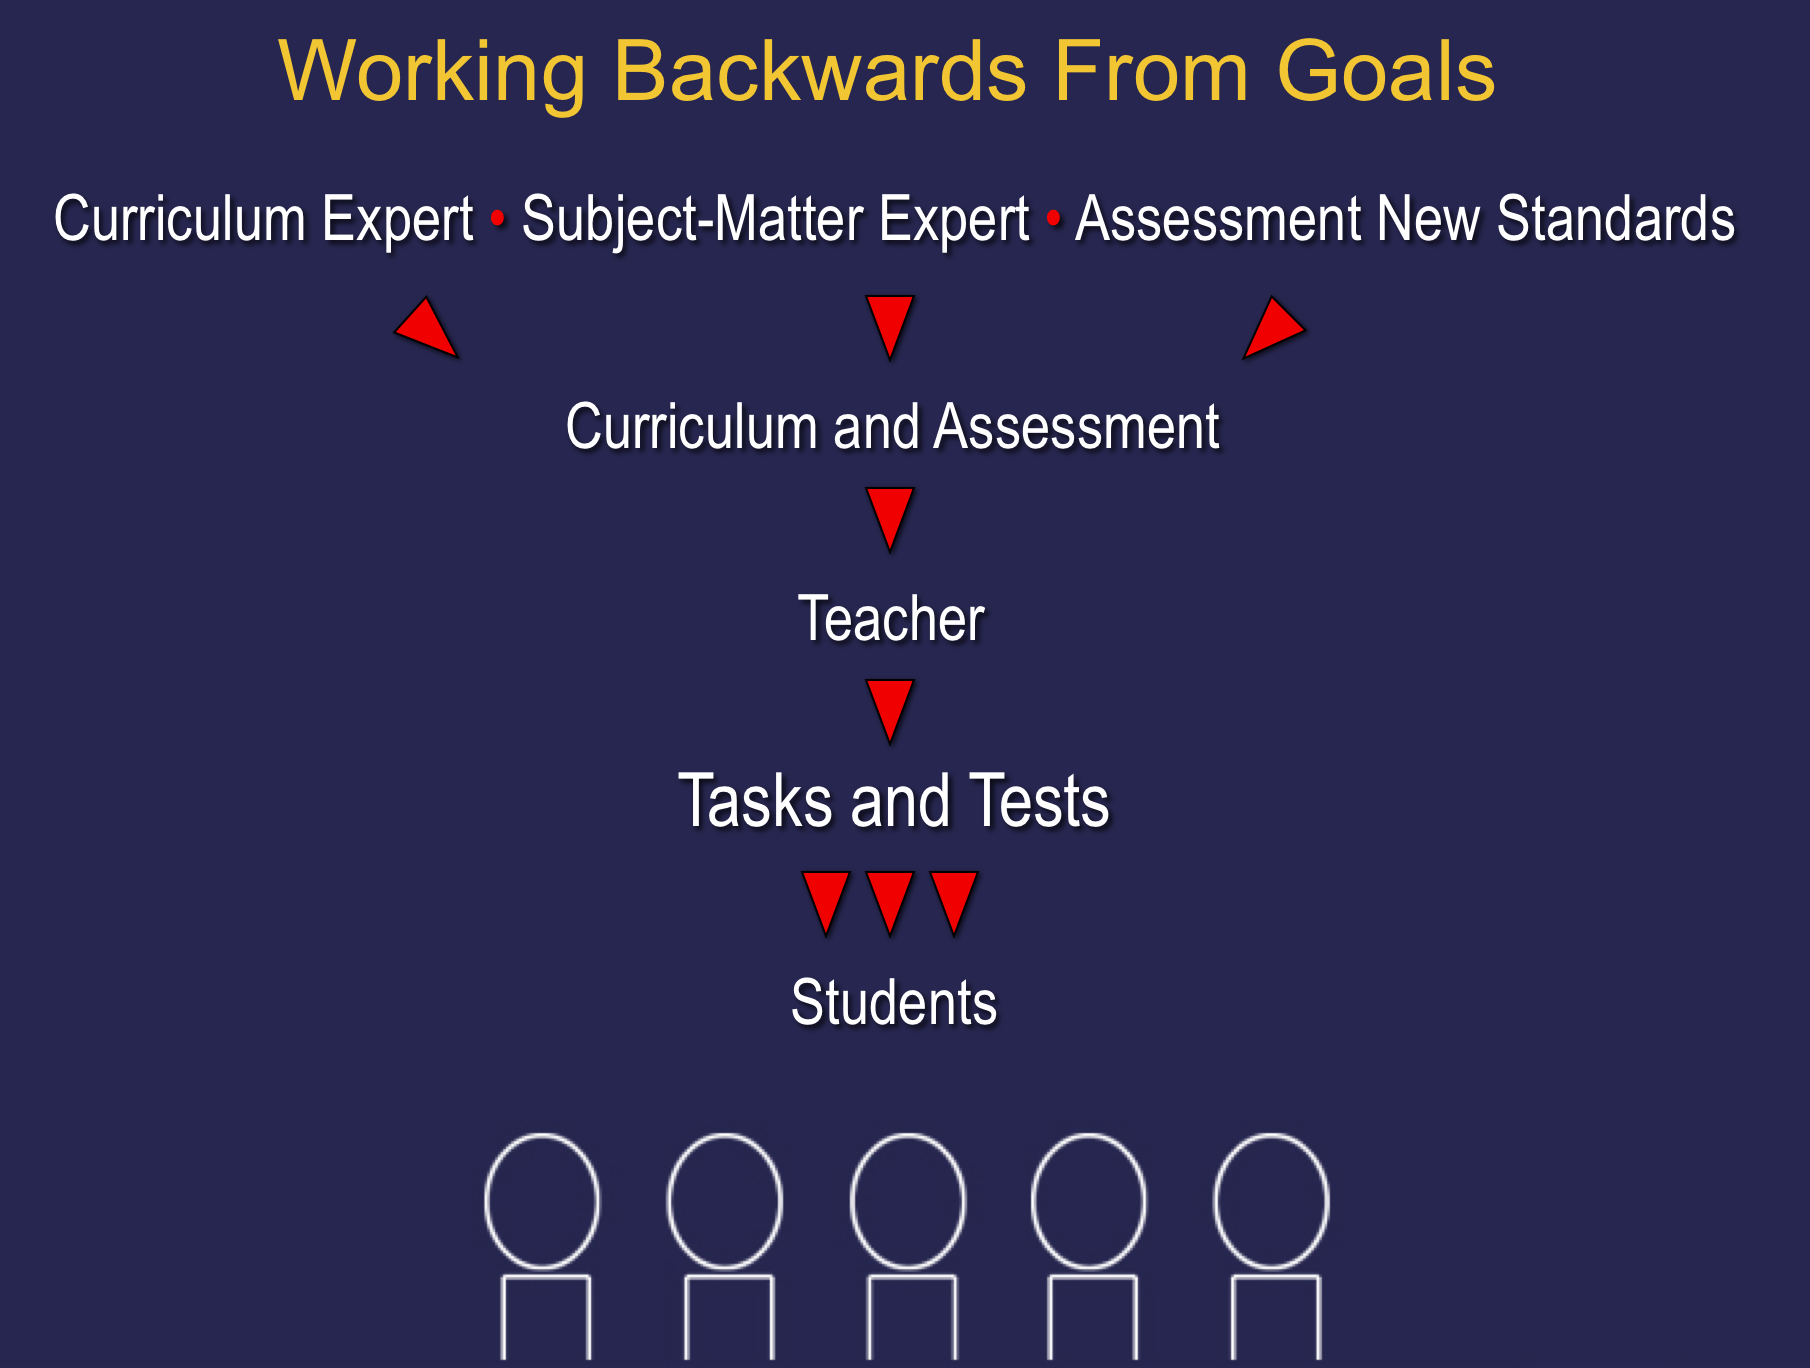 Working Backwards From Goals
Curriculum Expert • Subject-Matter Expert • Assessment New Standards
Curriculum and Assessment
Teacher
Tasks and Tests
Students